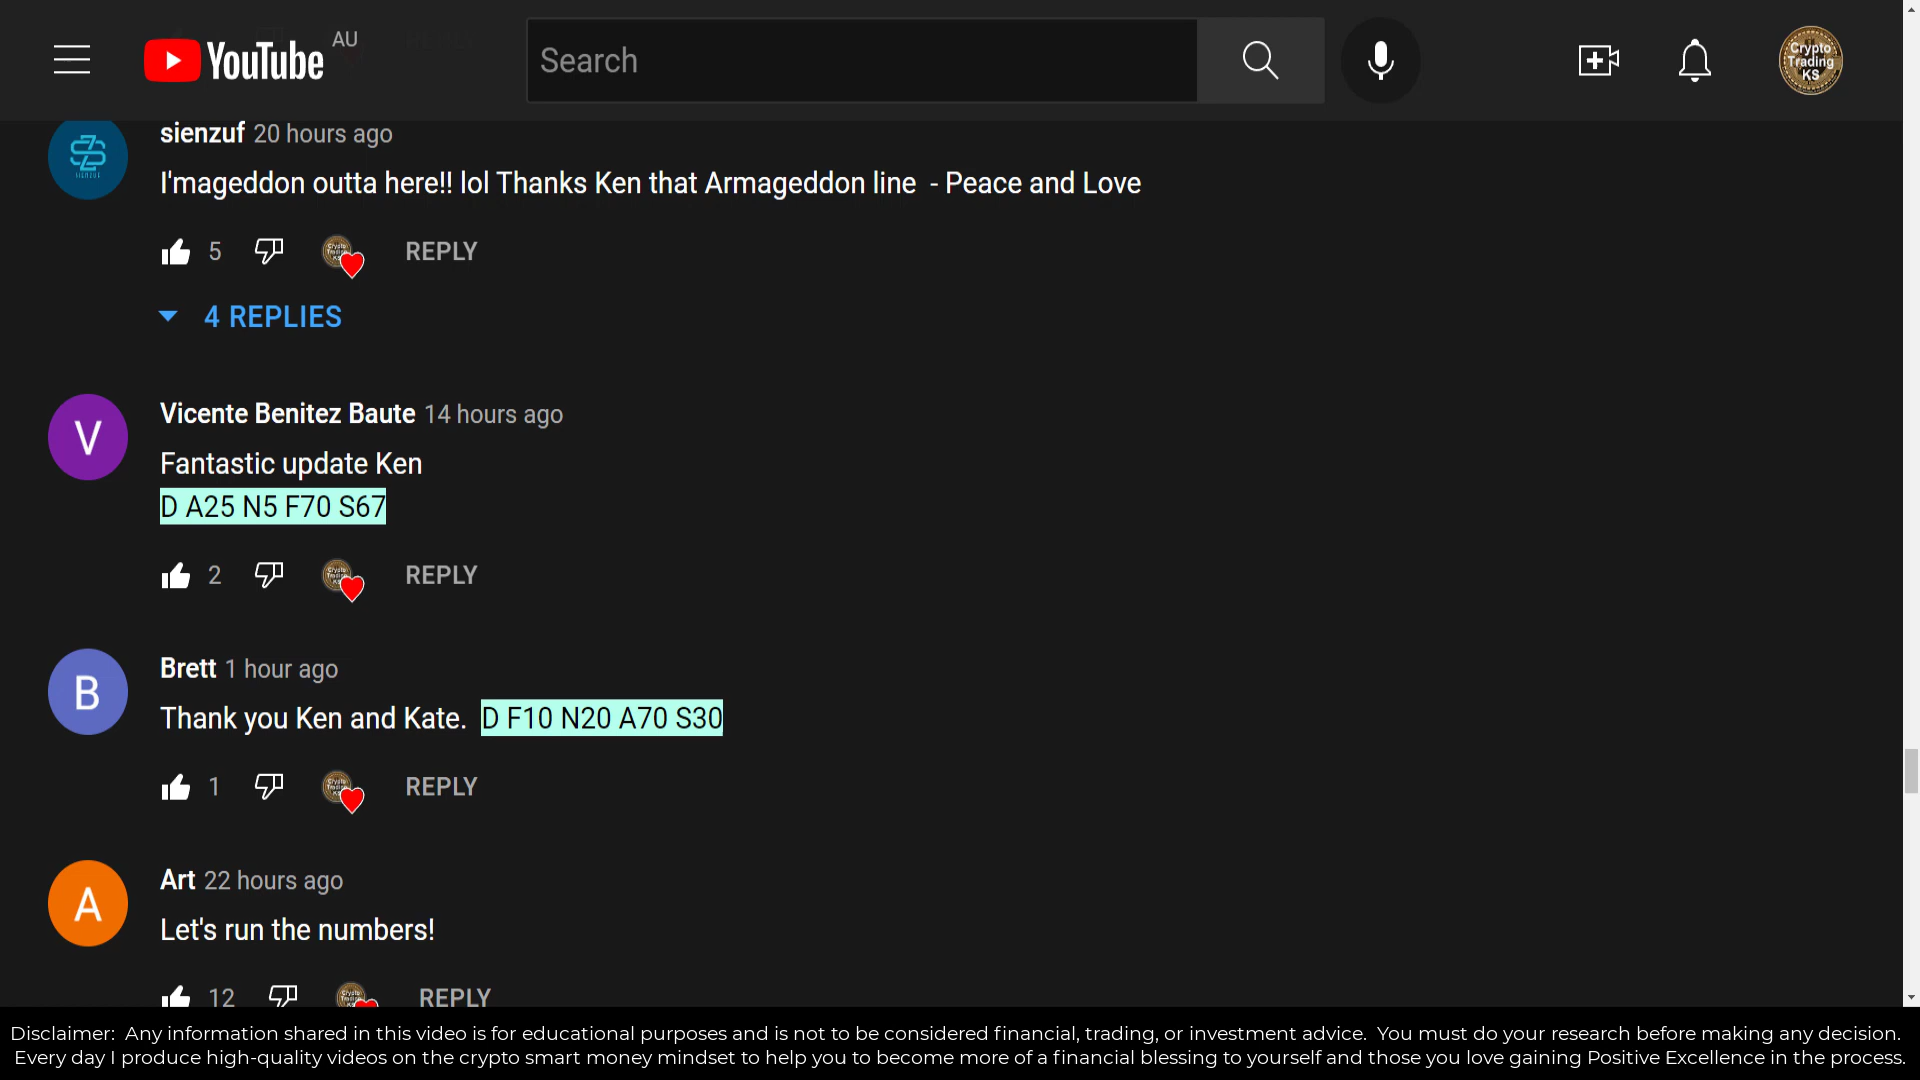 YouTube AU
Search
Crypto
Trading
KS
sienzuf 20 hours ago
I'mageddon outta here!! lol Thanks Ken that Armageddon line - Peace and Love
5 REPLY
4 REPLIES
V
Vicente Benitez Baute 14 hours ago
Fantastic update Ken
D A25 N5 F70 S67
2 REPLY
B
Brett 1 hour ago
Thank you Ken and Kate. D F10 N20 A70 S30
1 REPLY
A
Art 22 hours ago
Let's run the numbers!
12 REPLY
Disclaimer: Any information shared in this video is for educational purposes and is not to be considered financial, trading, or investment advice. You must do your research before making any decision.
Every day I produce high-quality videos on the crypto smart money mindset to help you to become more of a financial blessing to yourself and those you love gaining Positive Excellence in the process.